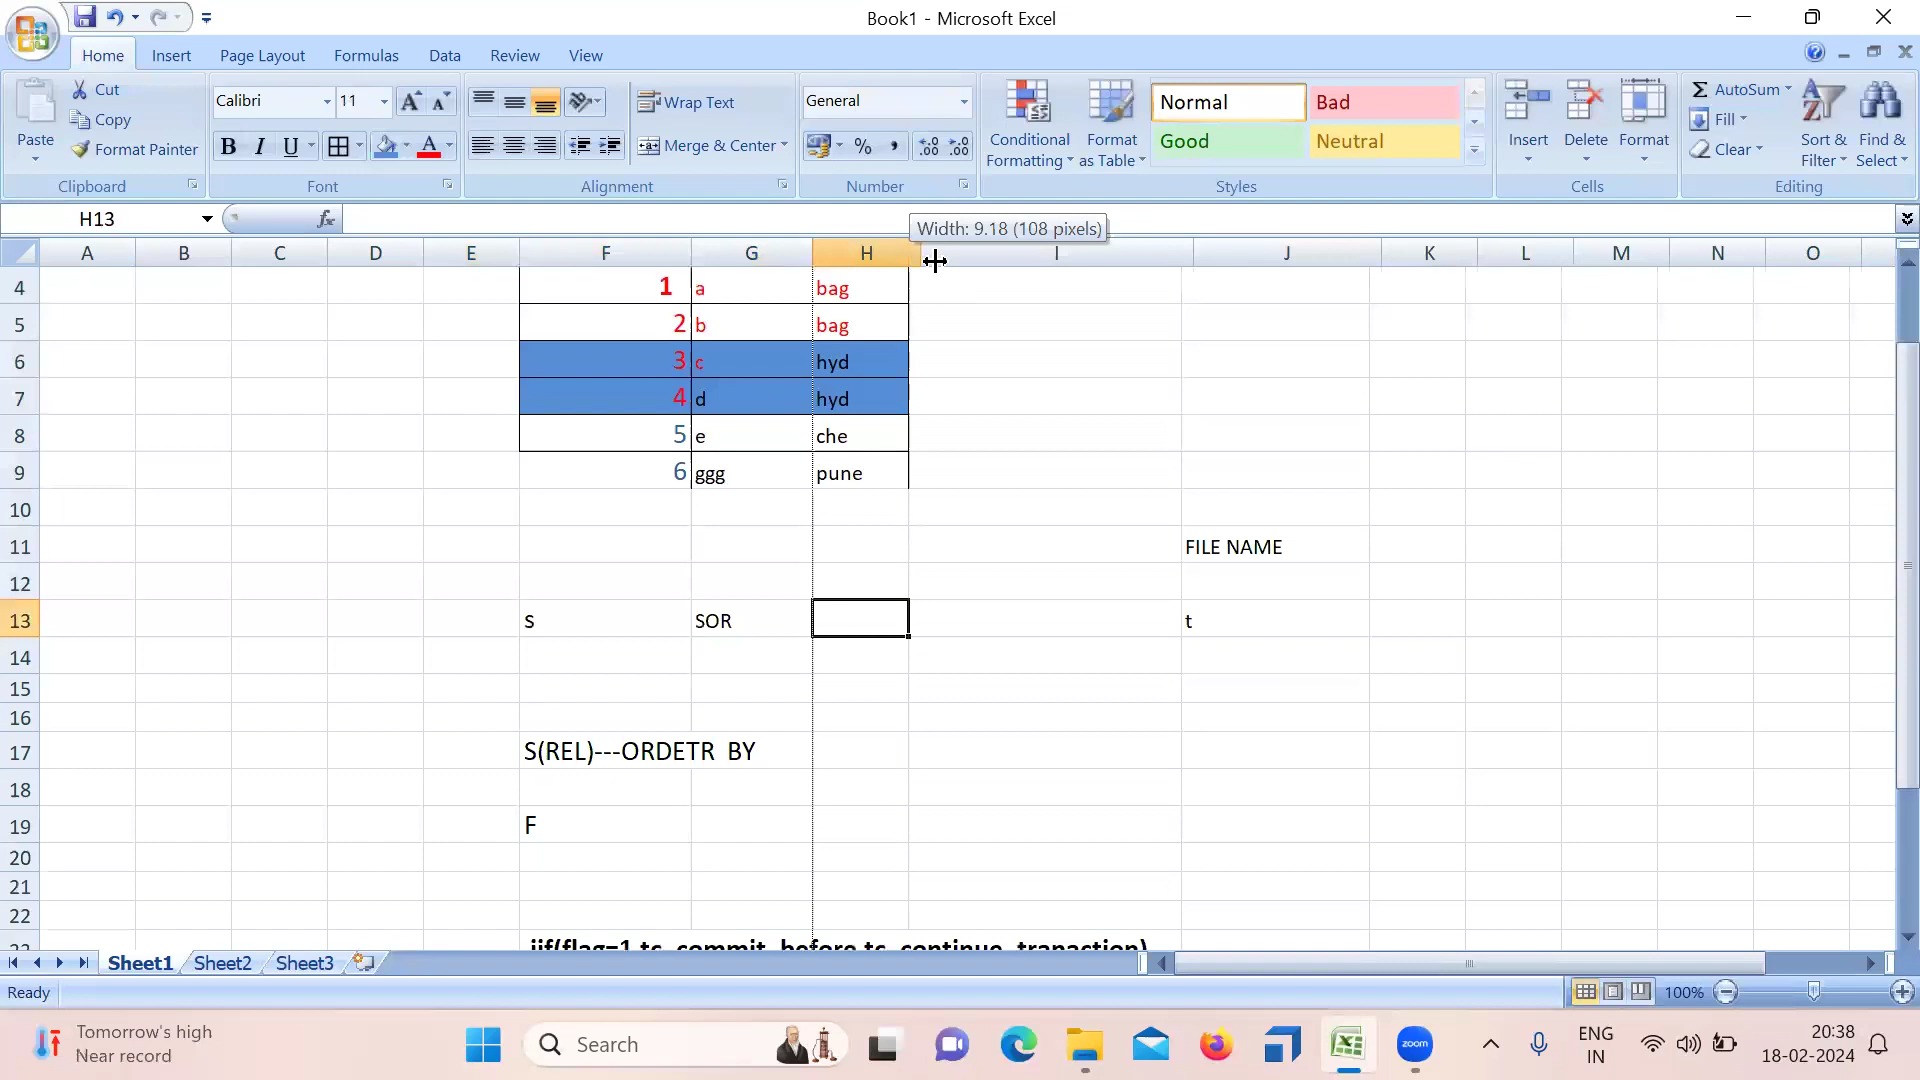 Book1 - Microsoft Excel
Home Insert Page Layout Formulas Data Review View
Paste
Cut
Copy
Format Painter
Clipboard
Calibri 11
B I U
Font
Wrap Text
Merge & Center
Alignment
General
Number
Conditional Formatting
Format as Table
Normal Bad
Good Neutral
Styles
Insert Delete Format
Cells
AutoSum
Fill
Clear
Sort & Filter
Find & Select
Editing
H13
fx
Width: 9.18 (108 pixels)
A B C D E F G H I J K L M N O
4 1 a bag
5 2 b bag
6 3 c hyd
7 4 d hyd
8 5 e che
9 6 ggg pune
10
11 FILE NAME
12
13 S SOR t
14
15
16
17 S(REL)---ORDETR BY
18
19 F
20
21
22
Sheet1 Sheet2 Sheet3
Ready
100%
Tomorrow's high
Near record
Search
zoom
ENG
IN
20:38
18-02-2024